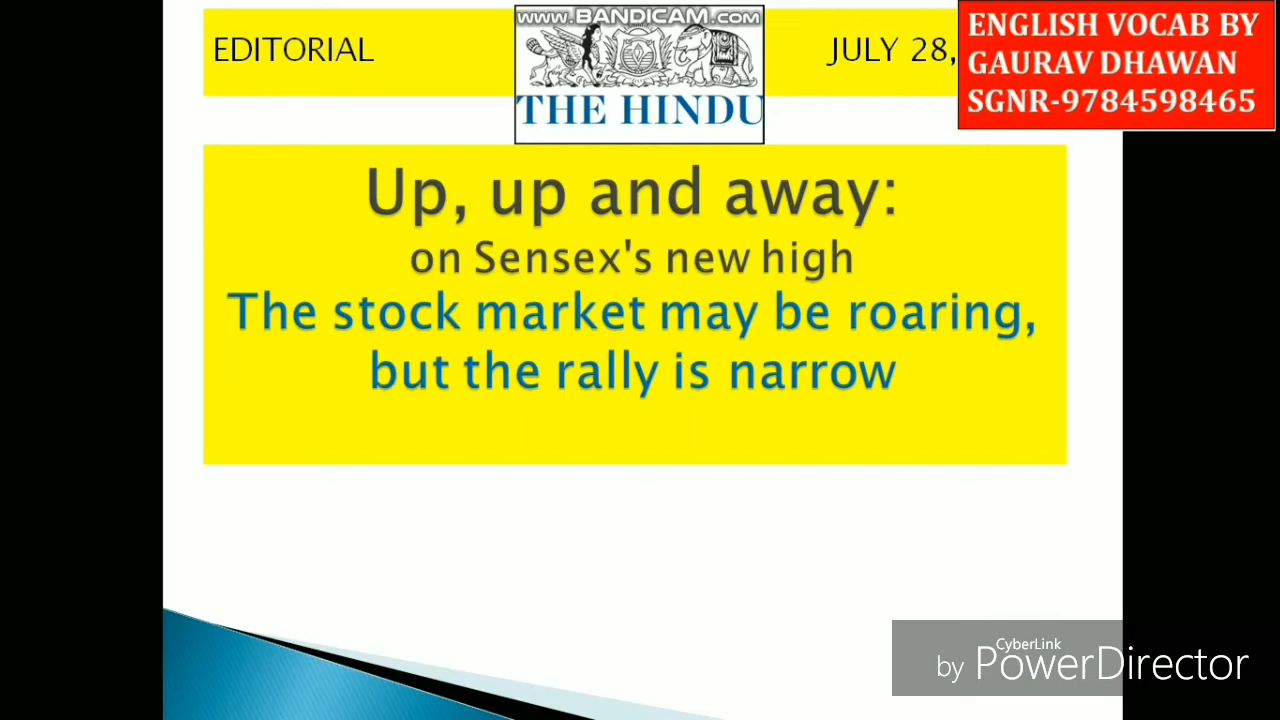 WWW.BANDICAM.COM
EDITORIAL
JULY 28,
THE HINDU
ENGLISH VOCAB BY
GAURAV DHAWAN
SGNR-9784598465
Up, up and away:
on Sensex's new high
The stock market may be roaring,
but the rally is narrow
CyberLink
by PowerDirector